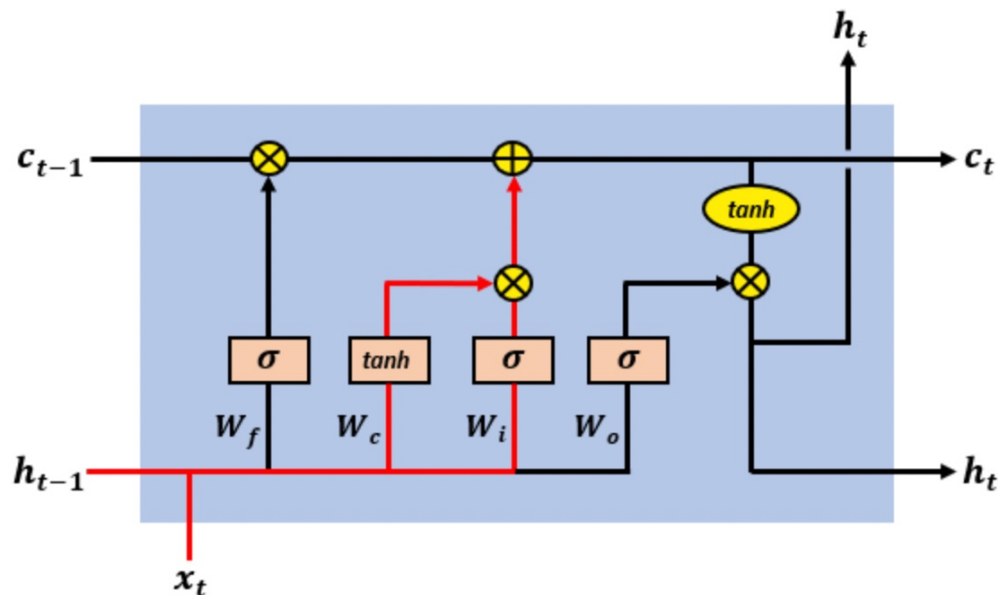 h_t
c_{t-1}
c_t
tanh
σ
tanh
σ
σ
W_f
W_c
W_i
W_o
h_{t-1}
h_t
x_t